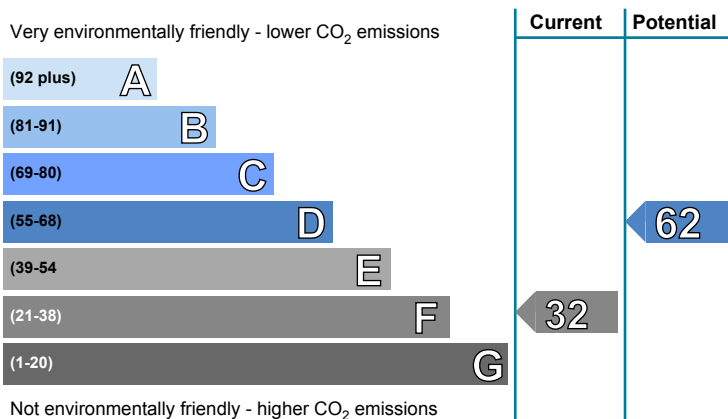 Current Potential
Very environmentally friendly - lower CO2 emissions
(92 plus) A
(81-91) B
(69-80) C
(55-68) D 62
(39-54 E
(21-38) F 32
(1-20) G
Not environmentally friendly - higher CO2 emissions